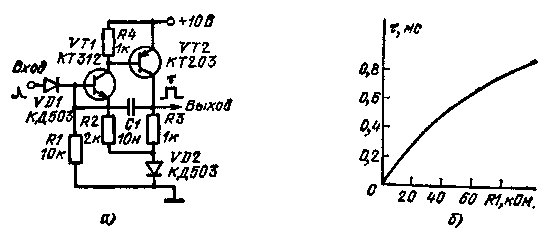 +10В
R4
1к
VT1
КТ312
VT2
КТ203
Вход
τ
Выход
VD1
КД503
R2
2к
C1
10н
R3
1к
R1
10к
VD2
КД503
а)
τ, мс
0,8
0,6
0,4
0,2
0
20 40 60 80 R1, кОм
б)